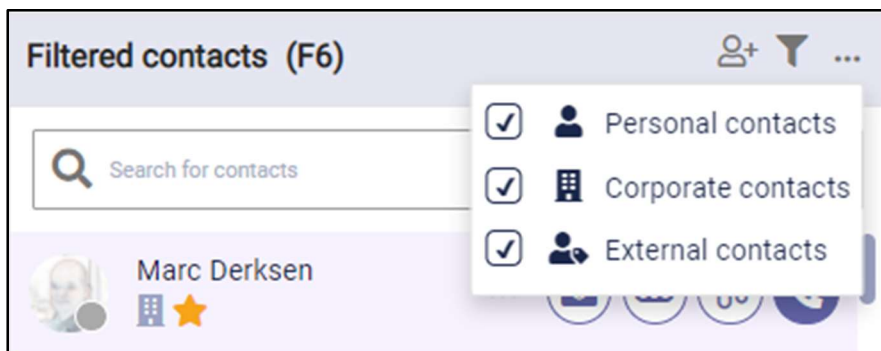 Filtered contacts (F6)
Personal contacts
Search for contacts
Corporate contacts
External contacts
Marc Derksen